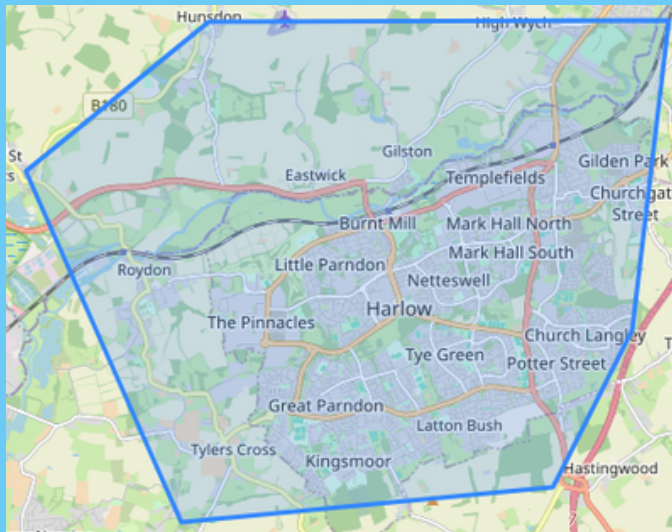 Hunsdon
High Wych
B180
St
s
Gilston
Eastwick
Templefields
Gilden Park
Churchgat
Street
Burnt Mill
Mark Hall North
Mark Hall South
Little Parndon
Roydon
Netteswell
Harlow
The Pinnacles
Church Langley
Tye Green
Potter Street
Great Parndon
Latton Bush
Tylers Cross
Kingsmoor
Hastingwood